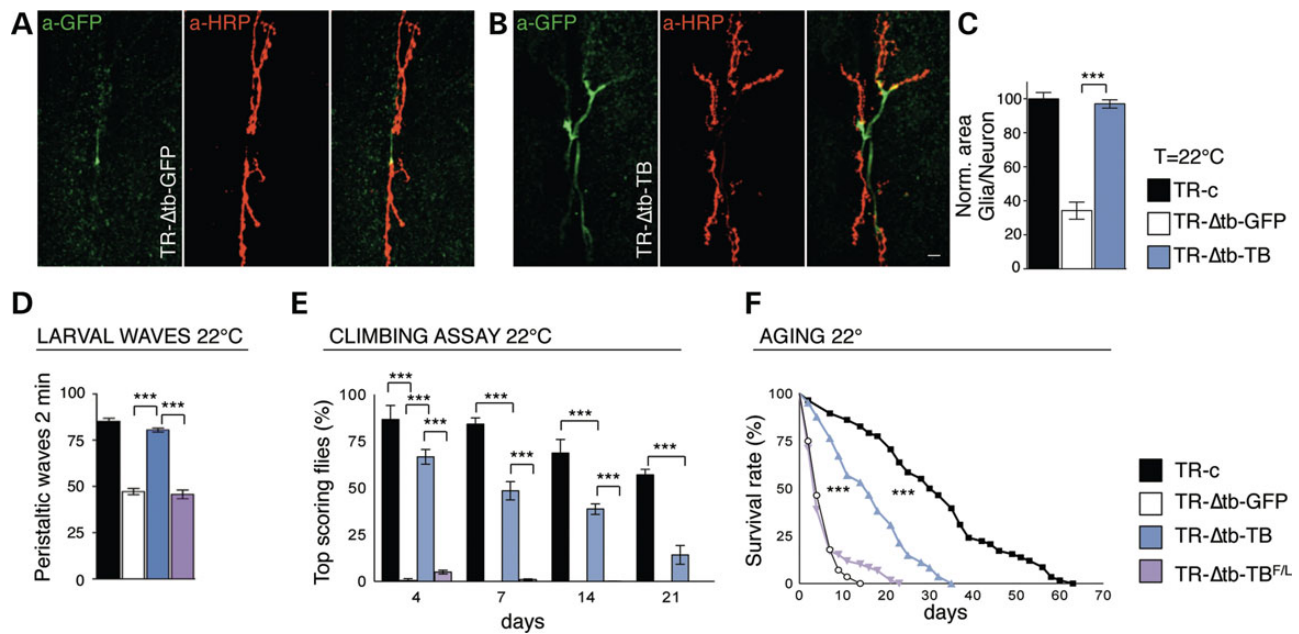 A
a-GFP
TR-Δtb-GFP
a-HRP
B
a-GFP
TR-Δtb-TB
a-HRP
C
Norm. area
Glia/Neuron
100
80
60
40
20
0
***
T=22°C
TR-c
TR-Δtb-GFP
TR-Δtb-TB
D
LARVAL WAVES 22°C
Peristaltic waves 2 min
100
75
50
25
0
***
***
E
CLIMBING ASSAY 22°C
Top scoring flies (%)
100
75
50
25
0
***
***
***
***
***
***
***
***
4
7
14
21
days
F
AGING 22°
Survival rate (%)
100
75
50
25
0
***
***
0
10
20
30
40
50
60
70
days
TR-c
TR-Δtb-GFP
TR-Δtb-TB
TR-Δtb-TBF/L